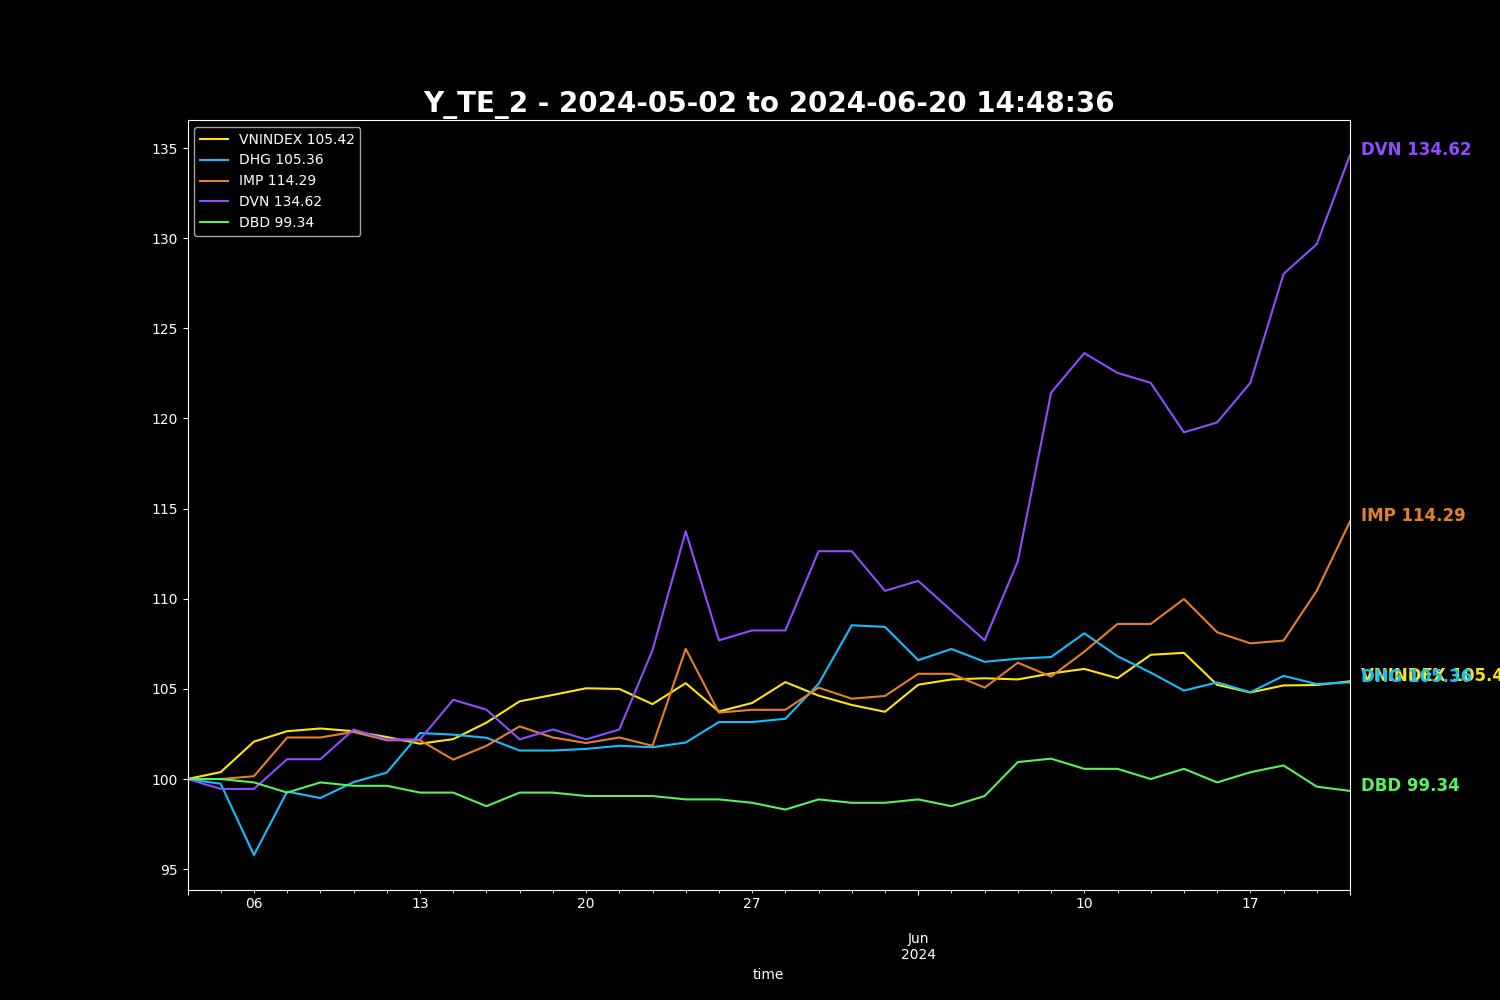 Y_TE_2 - 2024-05-02 to 2024-06-20 14:48:36
VNINDEX 105.42
DHG 105.36
IMP 114.29
DVN 134.62
DBD 99.34
135
130
125
120
115
110
105
100
95
DVN 134.62
IMP 114.29
DBD 99.34
06
13
20
27
10
17
Jun
2024
time